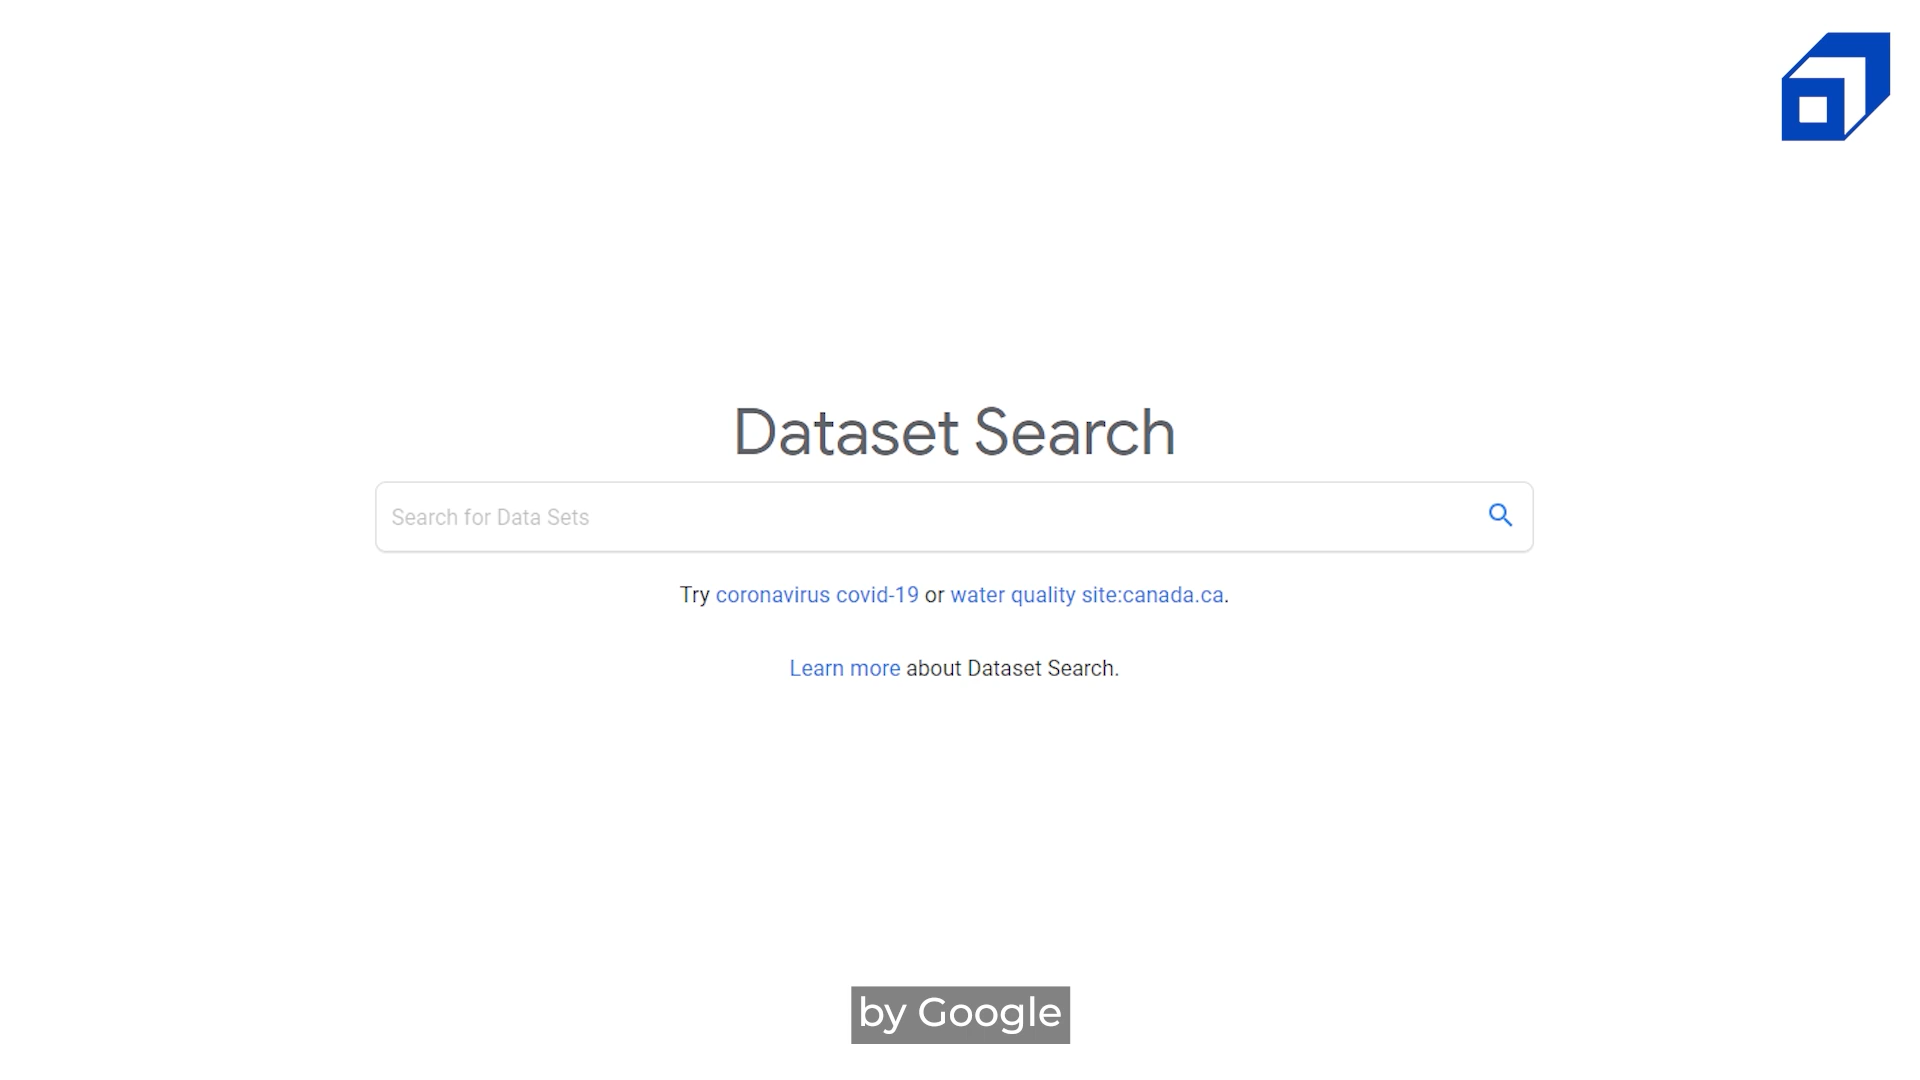 Dataset Search
Search for Data Sets
Try coronavirus covid-19 or water quality site:canada.ca.
Learn more about Dataset Search.
by Google